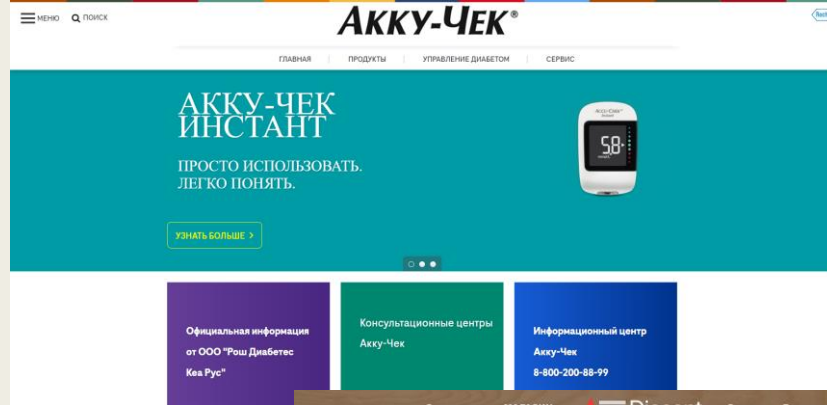 МЕНЮ
ПОИСК
АККУ-ЧЕК®
ГЛАВНАЯ
ПРОДУКТЫ
УПРАВЛЕНИЕ ДИАБЕТОМ
СЕРВИС
АККУ-ЧЕК
ИНСТАНТ
ПРОСТО ИСПОЛЬЗОВАТЬ.
ЛЕГКО ПОНЯТЬ.
5.8
УЗНАТЬ БОЛЬШЕ >
Официальная информация
от ООО "Рош Диабетес
Кеа Рус"
Консультационные центры
Акку-Чек
Информационный центр
Акку-Чек
8-800-200-88-99